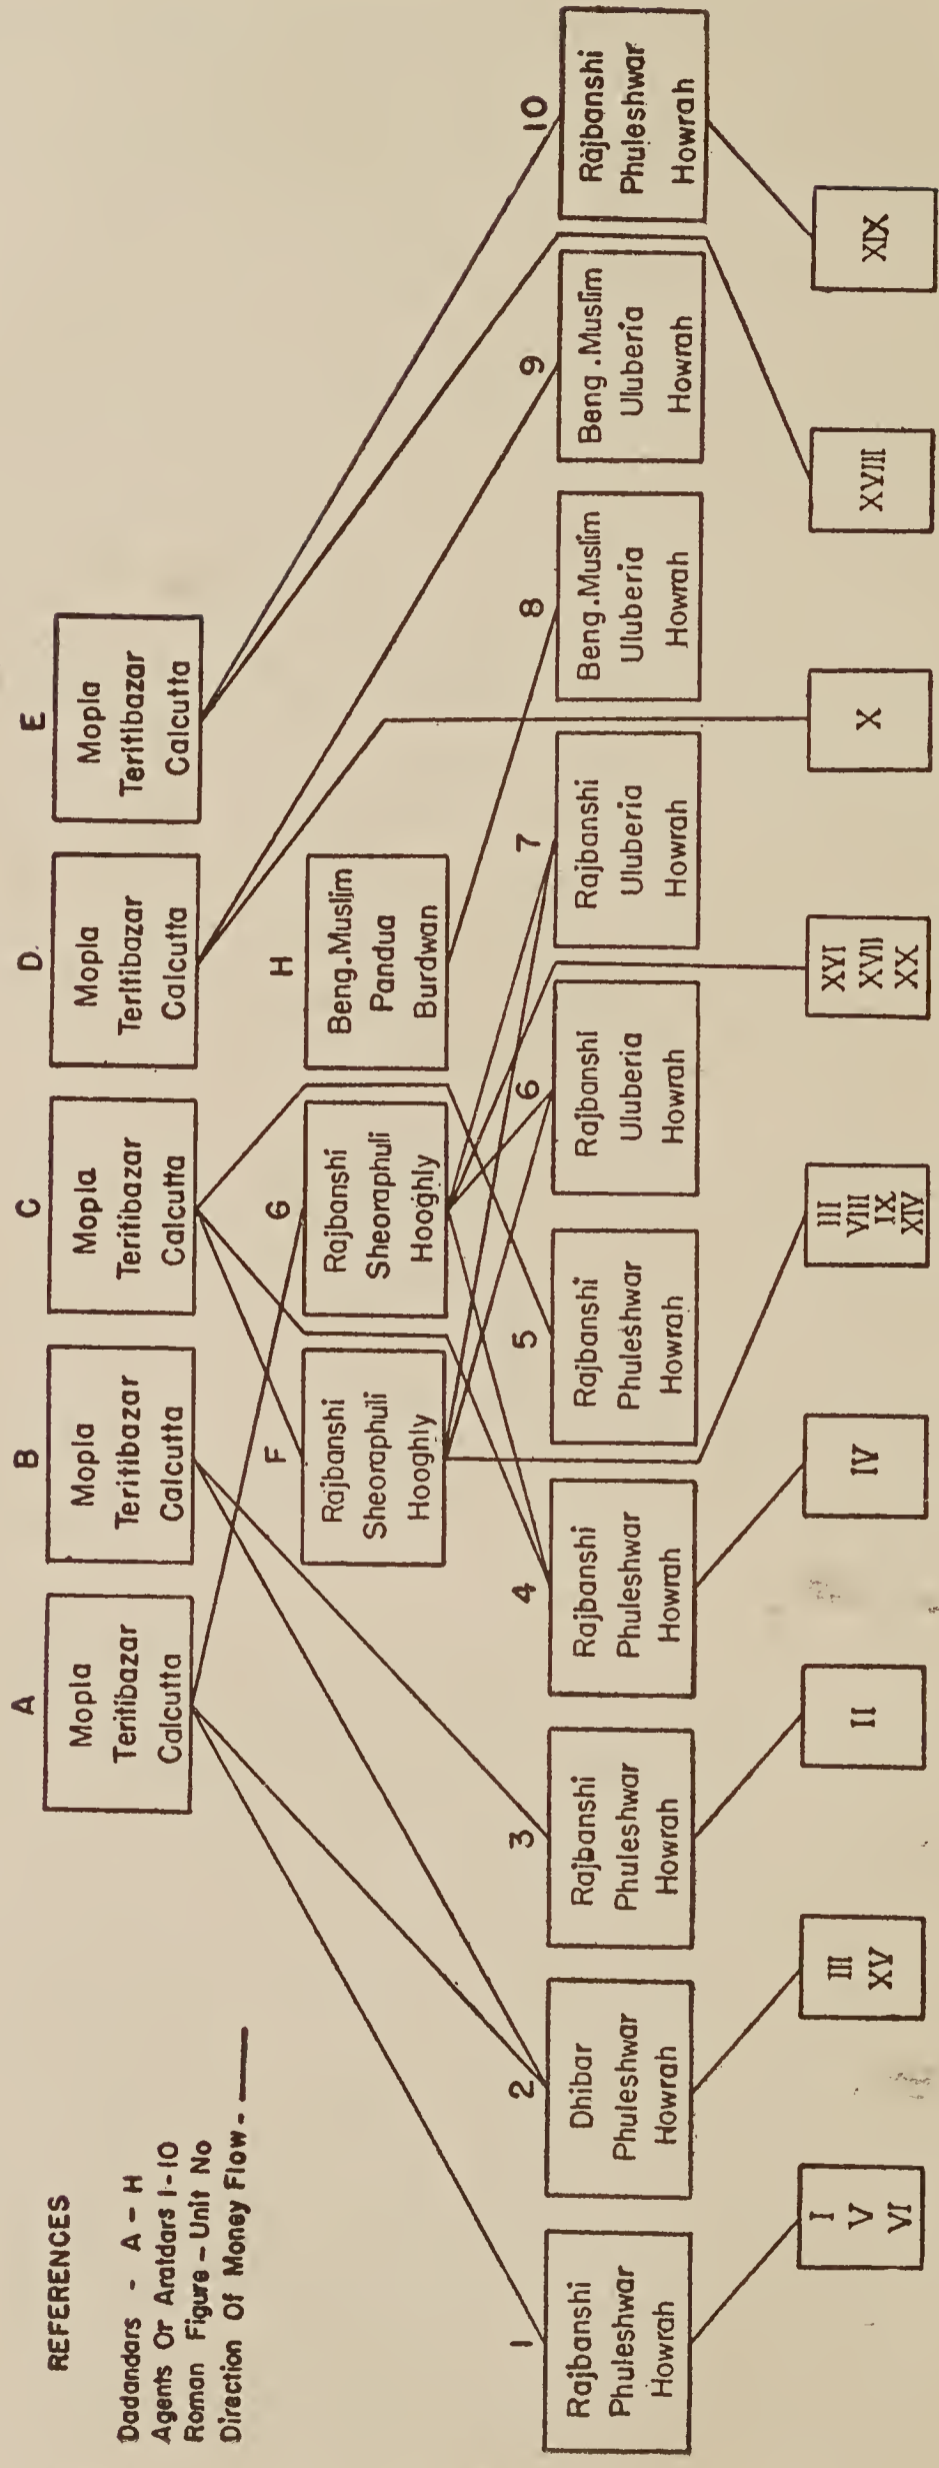 REFERENCES
Dadandars - A - H
Agents Or Aratdars 1-10
Roman Figure - Unit No
Direction Of Money Flow -
A
Mopla
Teritibazar
Calcutta
B
Mopla
Teritibazar
Calcutta
C
Mopla
Teritibazar
Calcutta
D.
Mopla
Teritibazar
Calcutta
E
Mopla
Teritibazar
Calcutta
F
Rajbanshi
Sheoraphuli
Hooghly
G
Rajbanshi
Sheoraphuli
Hooghly
H
Beng.Muslim
Pandua
Burdwan
1
Rajbanshi
Phuleshwar
Howrah
2
Dhibar
Phuleshwar
Howrah
3
Rajbanshi
Phuleshwar
Howrah
4
Rajbanshi
Phuleshwar
Howrah
5
Rajbanshi
Phuleshwar
Howrah
6
Rajbanshi
Uluberia
Howrah
7
Rajbanshi
Uluberia
Howrah
8
Beng.Muslim
Uluberia
Howrah
9
Beng.Muslim
Uluberia
Howrah
10
Rajbanshi
Phuleshwar
Howrah
I
V
VI
III
XV
II
IV
III
VIII
IX
XIV
XVI
XVII
XX
X
XVIII
XIX